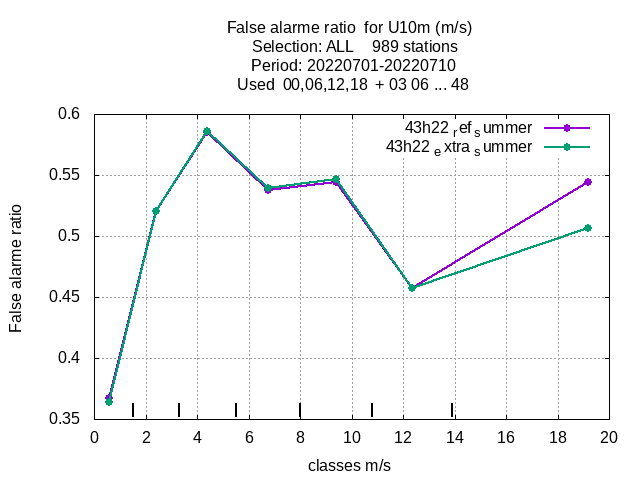 False alarme ratio  for U10m (m/s)
Selection: ALL    989 stations
Period: 20220701-20220710
Used  00,06,12,18  + 03 06 ... 48
0.6
43h22 ref summer
43h22 extra summer
0.55
0.5
0.45
0.4
0.35
False alarme ratio
0 2 4 6 8 10 12 14 16 18 20
classes m/s